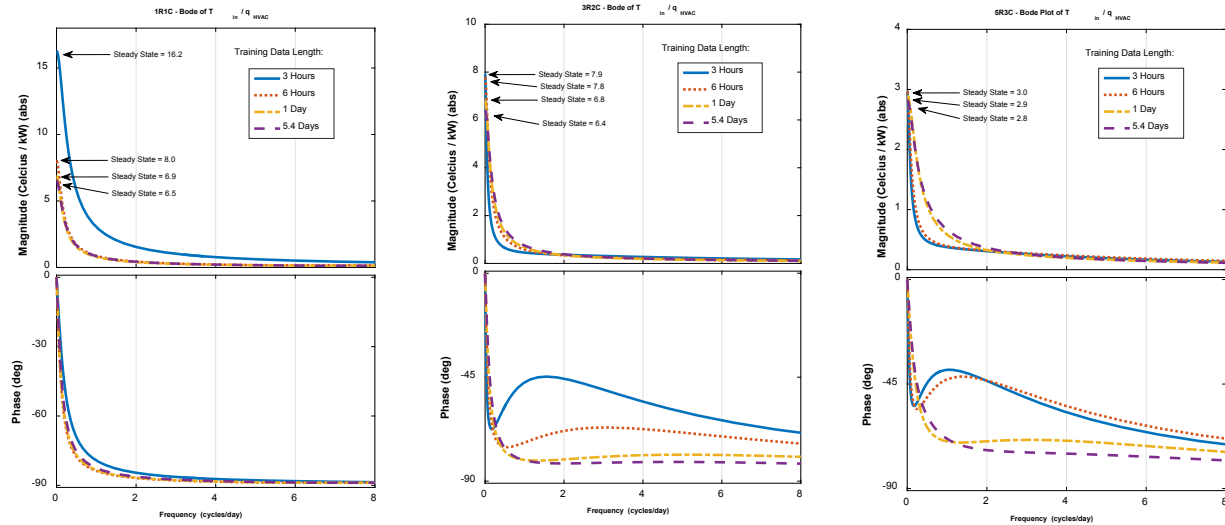 1R1C - Bode of T in / q HVAC
Magnitude (Celcius / kW) (abs)
15
10
5
0
Steady State = 16.2
Training Data Length:
3 Hours
6 Hours
1 Day
5.4 Days
Steady State = 8.0
Steady State = 6.9
Steady State = 6.5
Phase (deg)
0
-30
-60
-90
0
2
4
6
8
Frequency (cycles/day)
3R2C - Bode of T in / q HVAC
Magnitude (Celcius / kW) (abs)
10
8
6
4
2
0
Steady State = 7.9
Steady State = 7.8
Steady State = 6.8
Steady State = 6.4
Training Data Length:
3 Hours
6 Hours
1 Day
5.4 Days
Phase (deg)
0
-45
-90
0
2
4
6
8
Frequency (cycles/day)
5R3C - Bode Plot of T in / q HVAC
Magnitude (Celcius / kW) (abs)
4
3
2
1
0
Training Data Length:
3 Hours
6 Hours
1 Day
5.4 Days
Steady State = 3.0
Steady State = 2.9
Steady State = 2.8
Phase (deg)
0
-45
-90
0
2
4
6
8
Frequency (cycles/day)